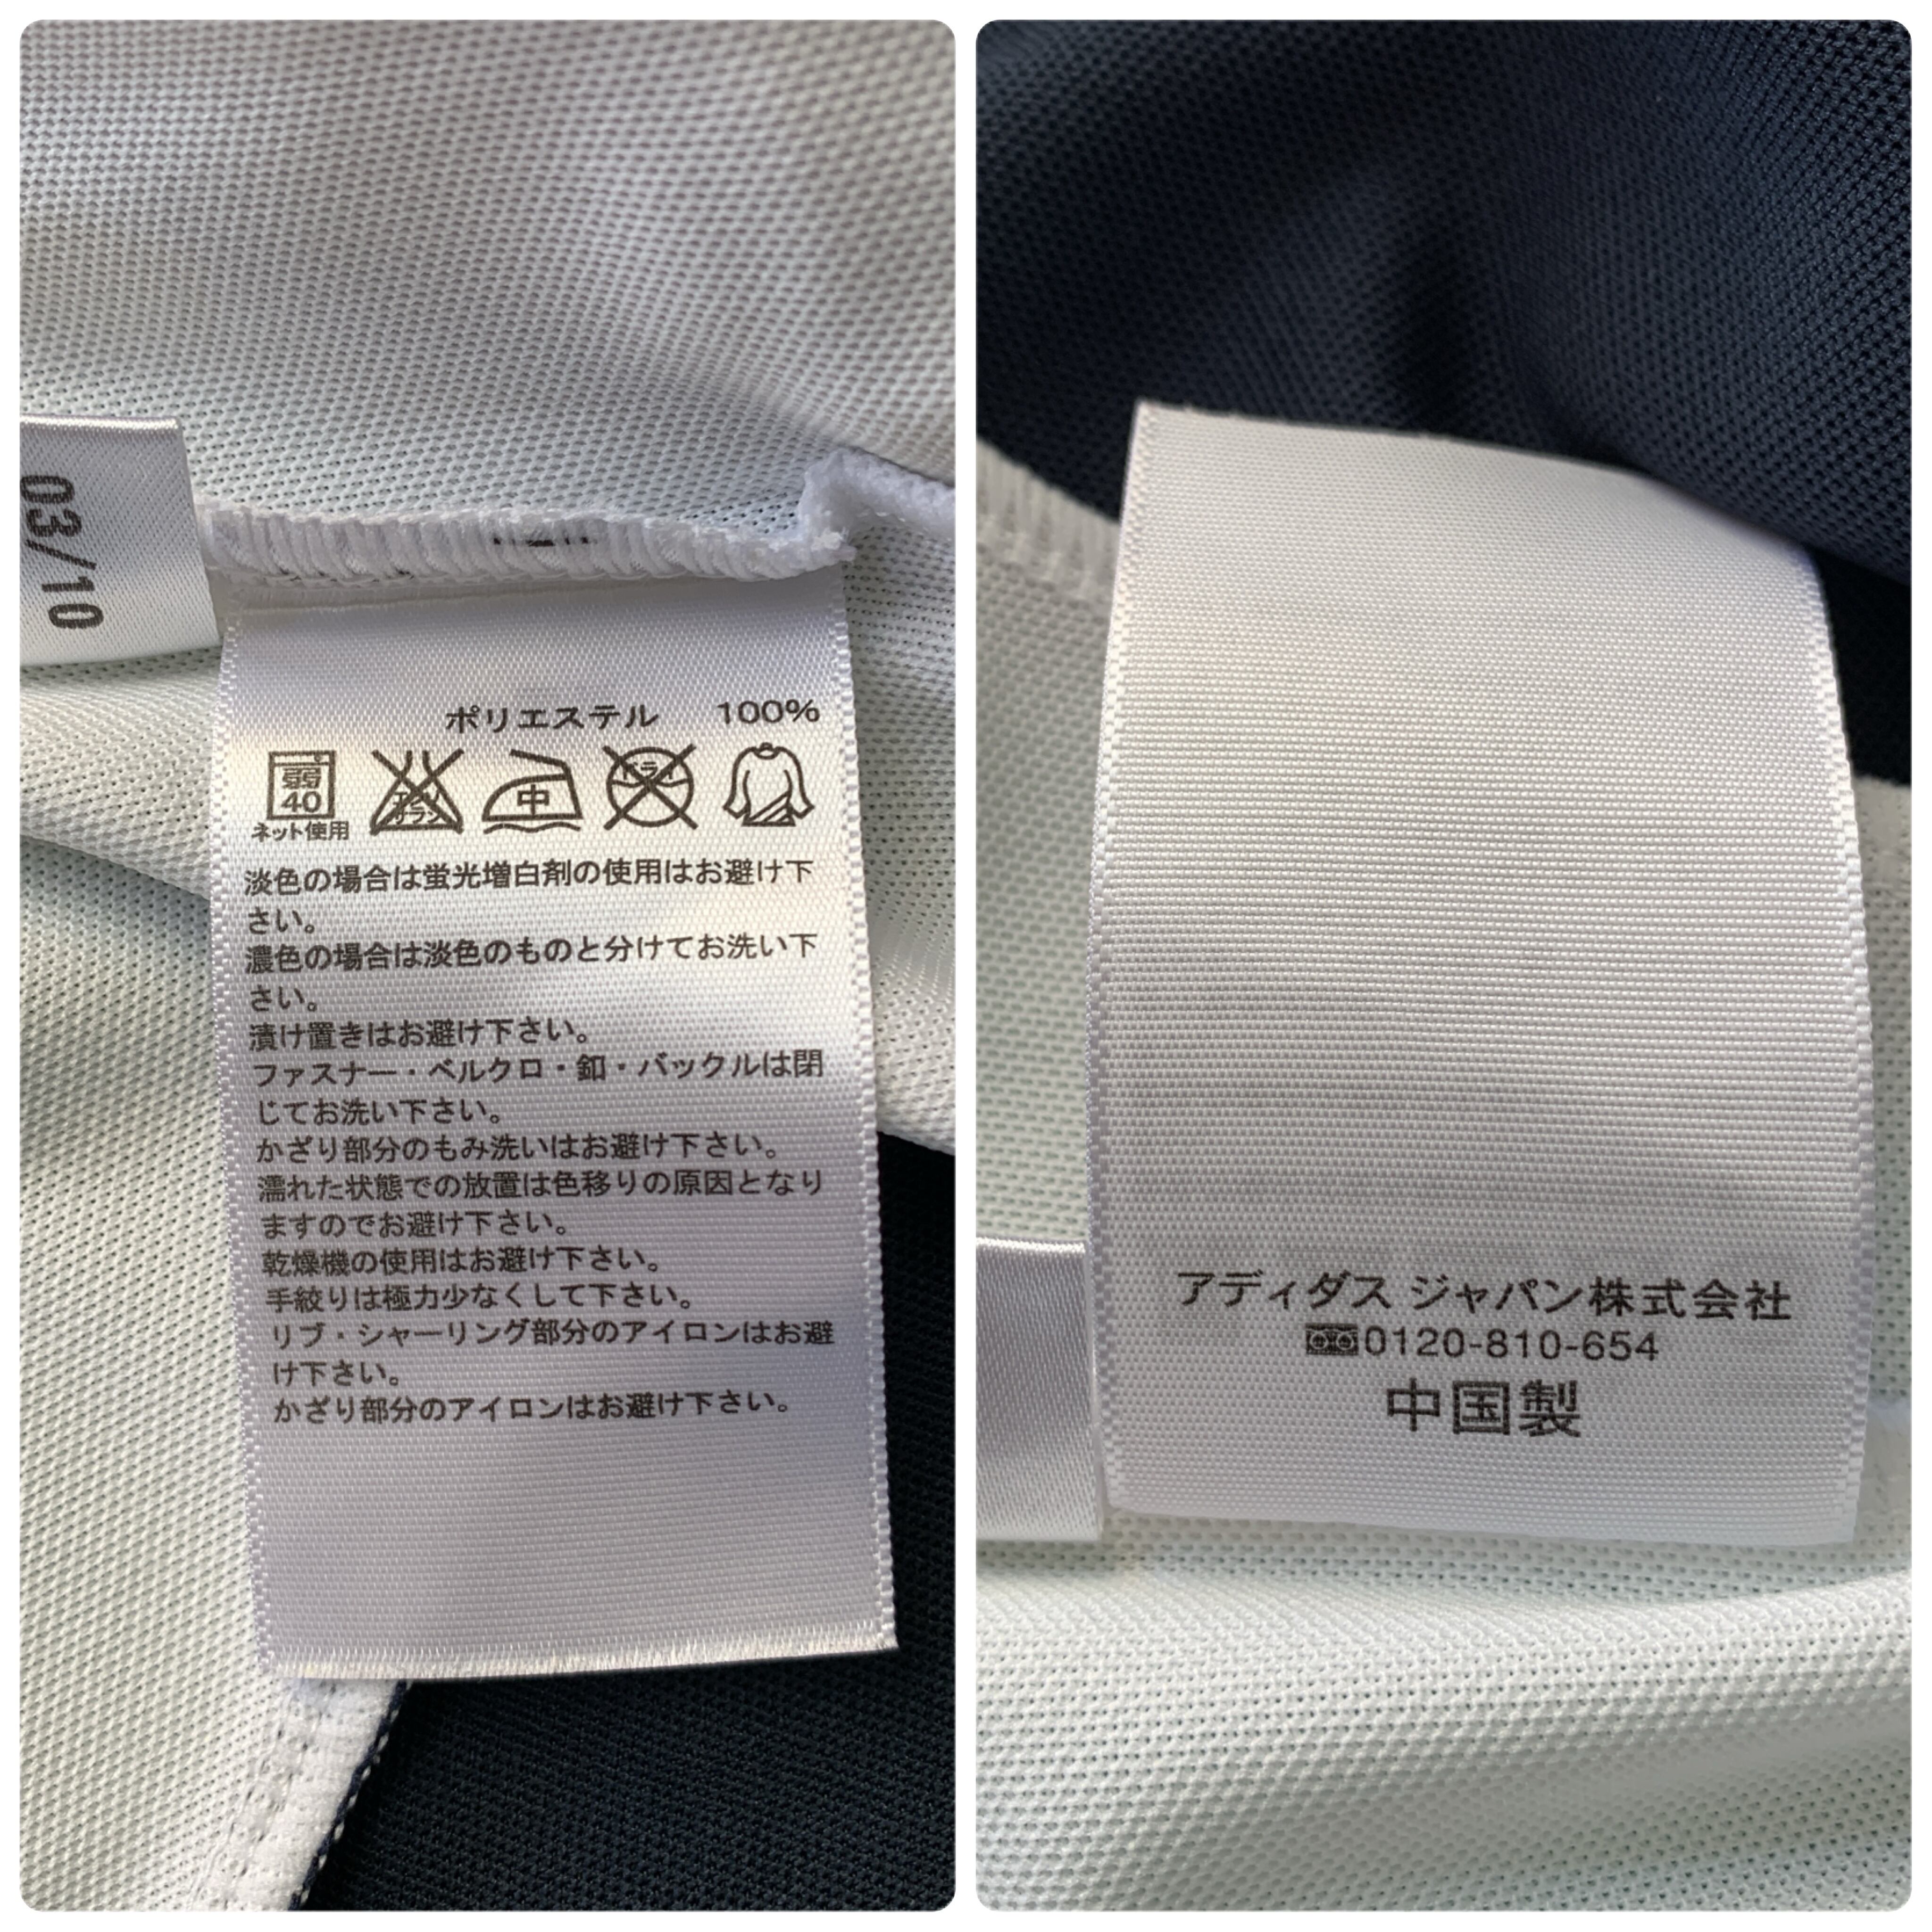 03/10
ポリエステル 100%
弱
40
ネット使用
エンソ
サラシ
中
ドライ
淡色の場合は蛍光増白剤の使用はお避け下
さい。
濃色の場合は淡色のものと分けてお洗い下
さい。
漬け置きはお避け下さい。
ファスナー・ベルクロ・釦・バックルは閉
じてお洗い下さい。
かざり部分のもみ洗いはお避け下さい。
濡れた状態での放置は色移りの原因となり
ますのでお避け下さい。
乾燥機の使用はお避け下さい。
手絞りは極力少なくして下さい。
リブ・シャーリング部分のアイロンはお避
け下さい。
かざり部分のアイロンはお避け下さい。
アディダス ジャパン株式会社
0120-810-654
中国製